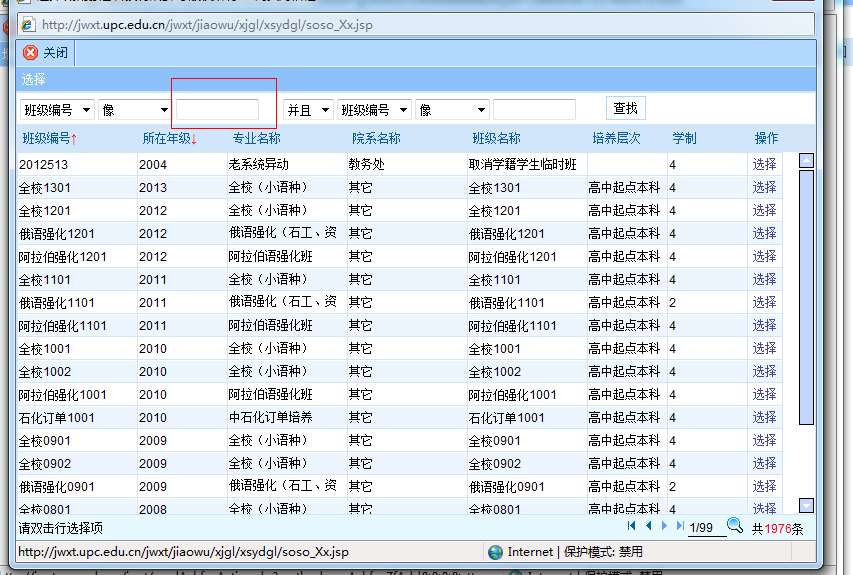 http://jwxt.upc.edu.cn/jwxt/jiaowu/xjgl/xsydgl/soso_Xx.jsp
关闭
选择
班级编号 像 并且 班级编号 像 查找
班级编号↑ 所在年级↓ 专业名称 院系名称 班级名称 培养层次 学制 操作
2012513 2004 老系统异动 教务处 取消学籍学生临时班 4 选择
全校1301 2013 全校（小语种） 其它 全校1301 高中起点本科 4 选择
全校1201 2012 全校（小语种） 其它 全校1201 高中起点本科 4 选择
俄语强化1201 2012 俄语强化（石工、资 其它 俄语强化1201 高中起点本科 4 选择
阿拉伯强化1201 2012 阿拉伯语强化班 其它 阿拉伯强化1201 高中起点本科 4 选择
全校1101 2011 全校（小语种） 其它 全校1101 高中起点本科 4 选择
俄语强化1101 2011 俄语强化（石工、资 其它 俄语强化1101 高中起点本科 2 选择
阿拉伯强化1101 2011 阿拉伯语强化班 其它 阿拉伯强化1101 高中起点本科 4 选择
全校1001 2010 全校（小语种） 其它 全校1001 高中起点本科 4 选择
全校1002 2010 全校（小语种） 其它 全校1002 高中起点本科 4 选择
阿拉伯强化1001 2010 阿拉伯语强化班 其它 阿拉伯强化1001 高中起点本科 4 选择
石化订单1001 2010 中石化订单培养 其它 石化订单1001 高中起点本科 4 选择
全校0901 2009 全校（小语种） 其它 全校0901 高中起点本科 4 选择
全校0902 2009 全校（小语种） 其它 全校0902 高中起点本科 4 选择
俄语强化0901 2009 俄语强化（石工、资 其它 俄语强化0901 高中起点本科 2 选择
全校0801 2008 全校（小语种） 其它 全校0801 高中起点本科 4 选择
请双击行选择项 1/99 共1976条
http://jwxt.upc.edu.cn/jwxt/jiaowu/xjgl/xsydgl/soso_Xx.jsp Internet | 保护模式: 禁用